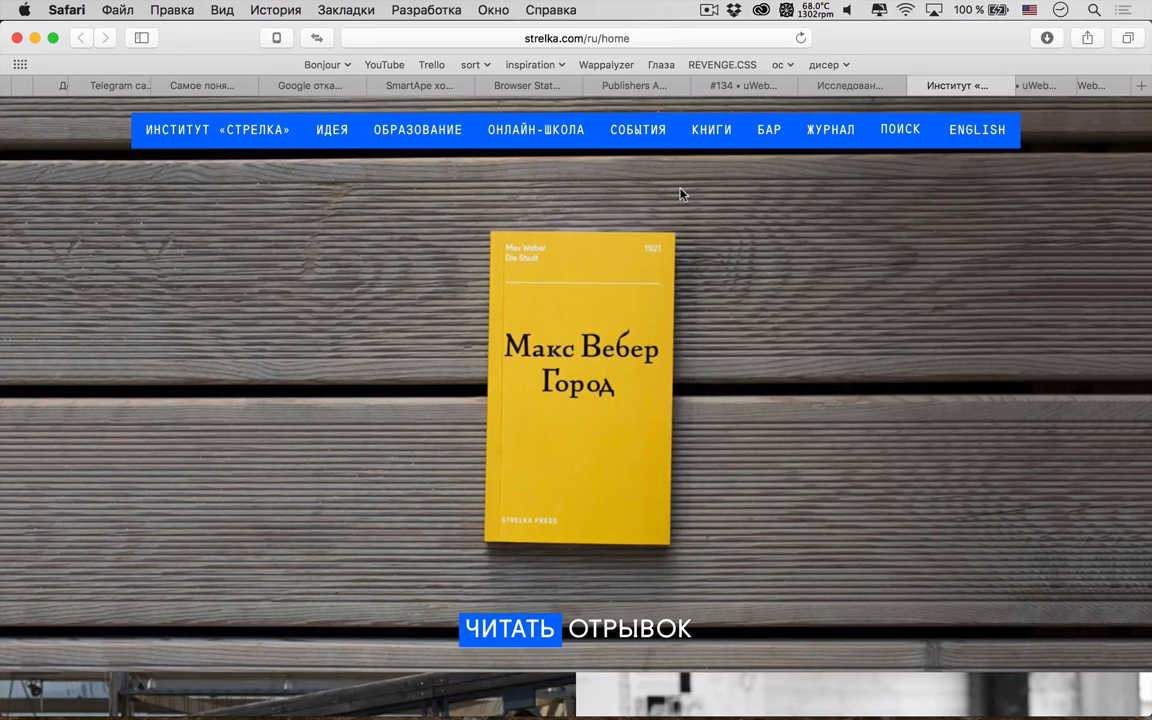 Safari Файл Правка Вид История Закладки Разработка Окно Справка 68.0°C 1302rpm 100 %
strelka.com/ru/home
Bonjour YouTube Trello sort inspiration Wappalyzer Глаза REVENGE.CSS ос дисер
Д Telegram ca... Самое поня... Google отка... SmartApe хо... Browser Stat... Publishers A... #134 • uWeb... Исследован... Институт «... • uWeb... Web...
ИНСТИТУТ «СТРЕЛКА» ИДЕЯ ОБРАЗОВАНИЕ ОНЛАЙН-ШКОЛА СОБЫТИЯ КНИГИ БАР ЖУРНАЛ ПОИСК ENGLISH
Max Weber 1921
Die Stadt
Макс Вебер
Город
STRELKA PRESS
ЧИТАТЬ ОТРЫВОК